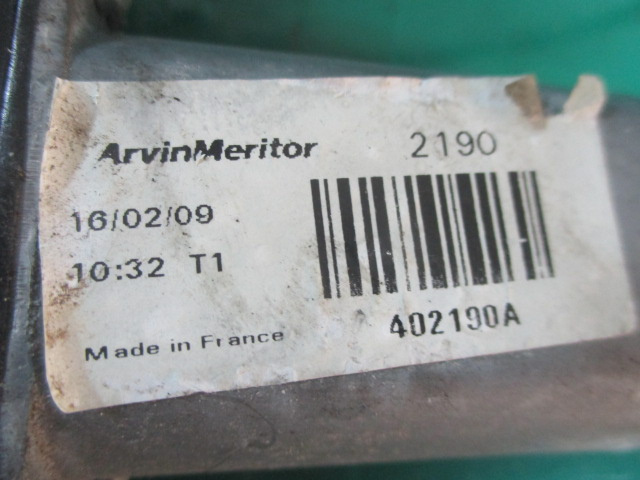 ArvinMeritor 2190
16/02/09
10:32 T1
402190A
Made in France